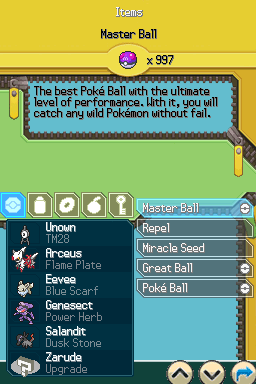 Items
Master Ball
x 997
The best Poké Ball with the ultimate
level of performance. With it, you will
catch any wild Pokémon without fail.
Unown
TM28
Arceus
Flame Plate
Eevee
Blue Scarf
Genesect
Power Herb
Salandit
Dusk Stone
Zarude
Upgrade
Master Ball
Repel
Miracle Seed
Great Ball
Poké Ball